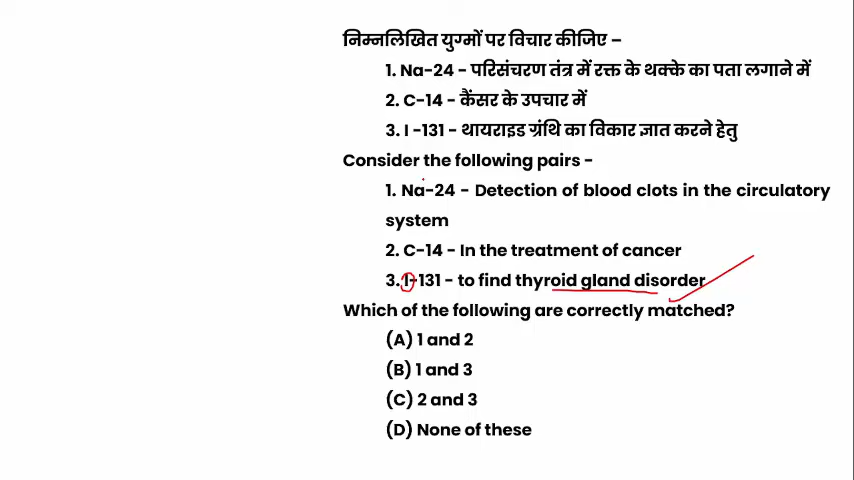 निम्नलिखित युग्मों पर विचार कीजिए –
1. Na-24 - परिसंचरण तंत्र में रक्त के थक्के का पता लगाने में
2. C-14 - कैंसर के उपचार में
3. I -131 - थायराइड ग्रंथि का विकार ज्ञात करने हेतु
Consider the following pairs -
1. Na-24 - Detection of blood clots in the circulatory
system
2. C-14 - In the treatment of cancer
3. I-131 - to find thyroid gland disorder
Which of the following are correctly matched?
(A) 1 and 2
(B) 1 and 3
(C) 2 and 3
(D) None of these